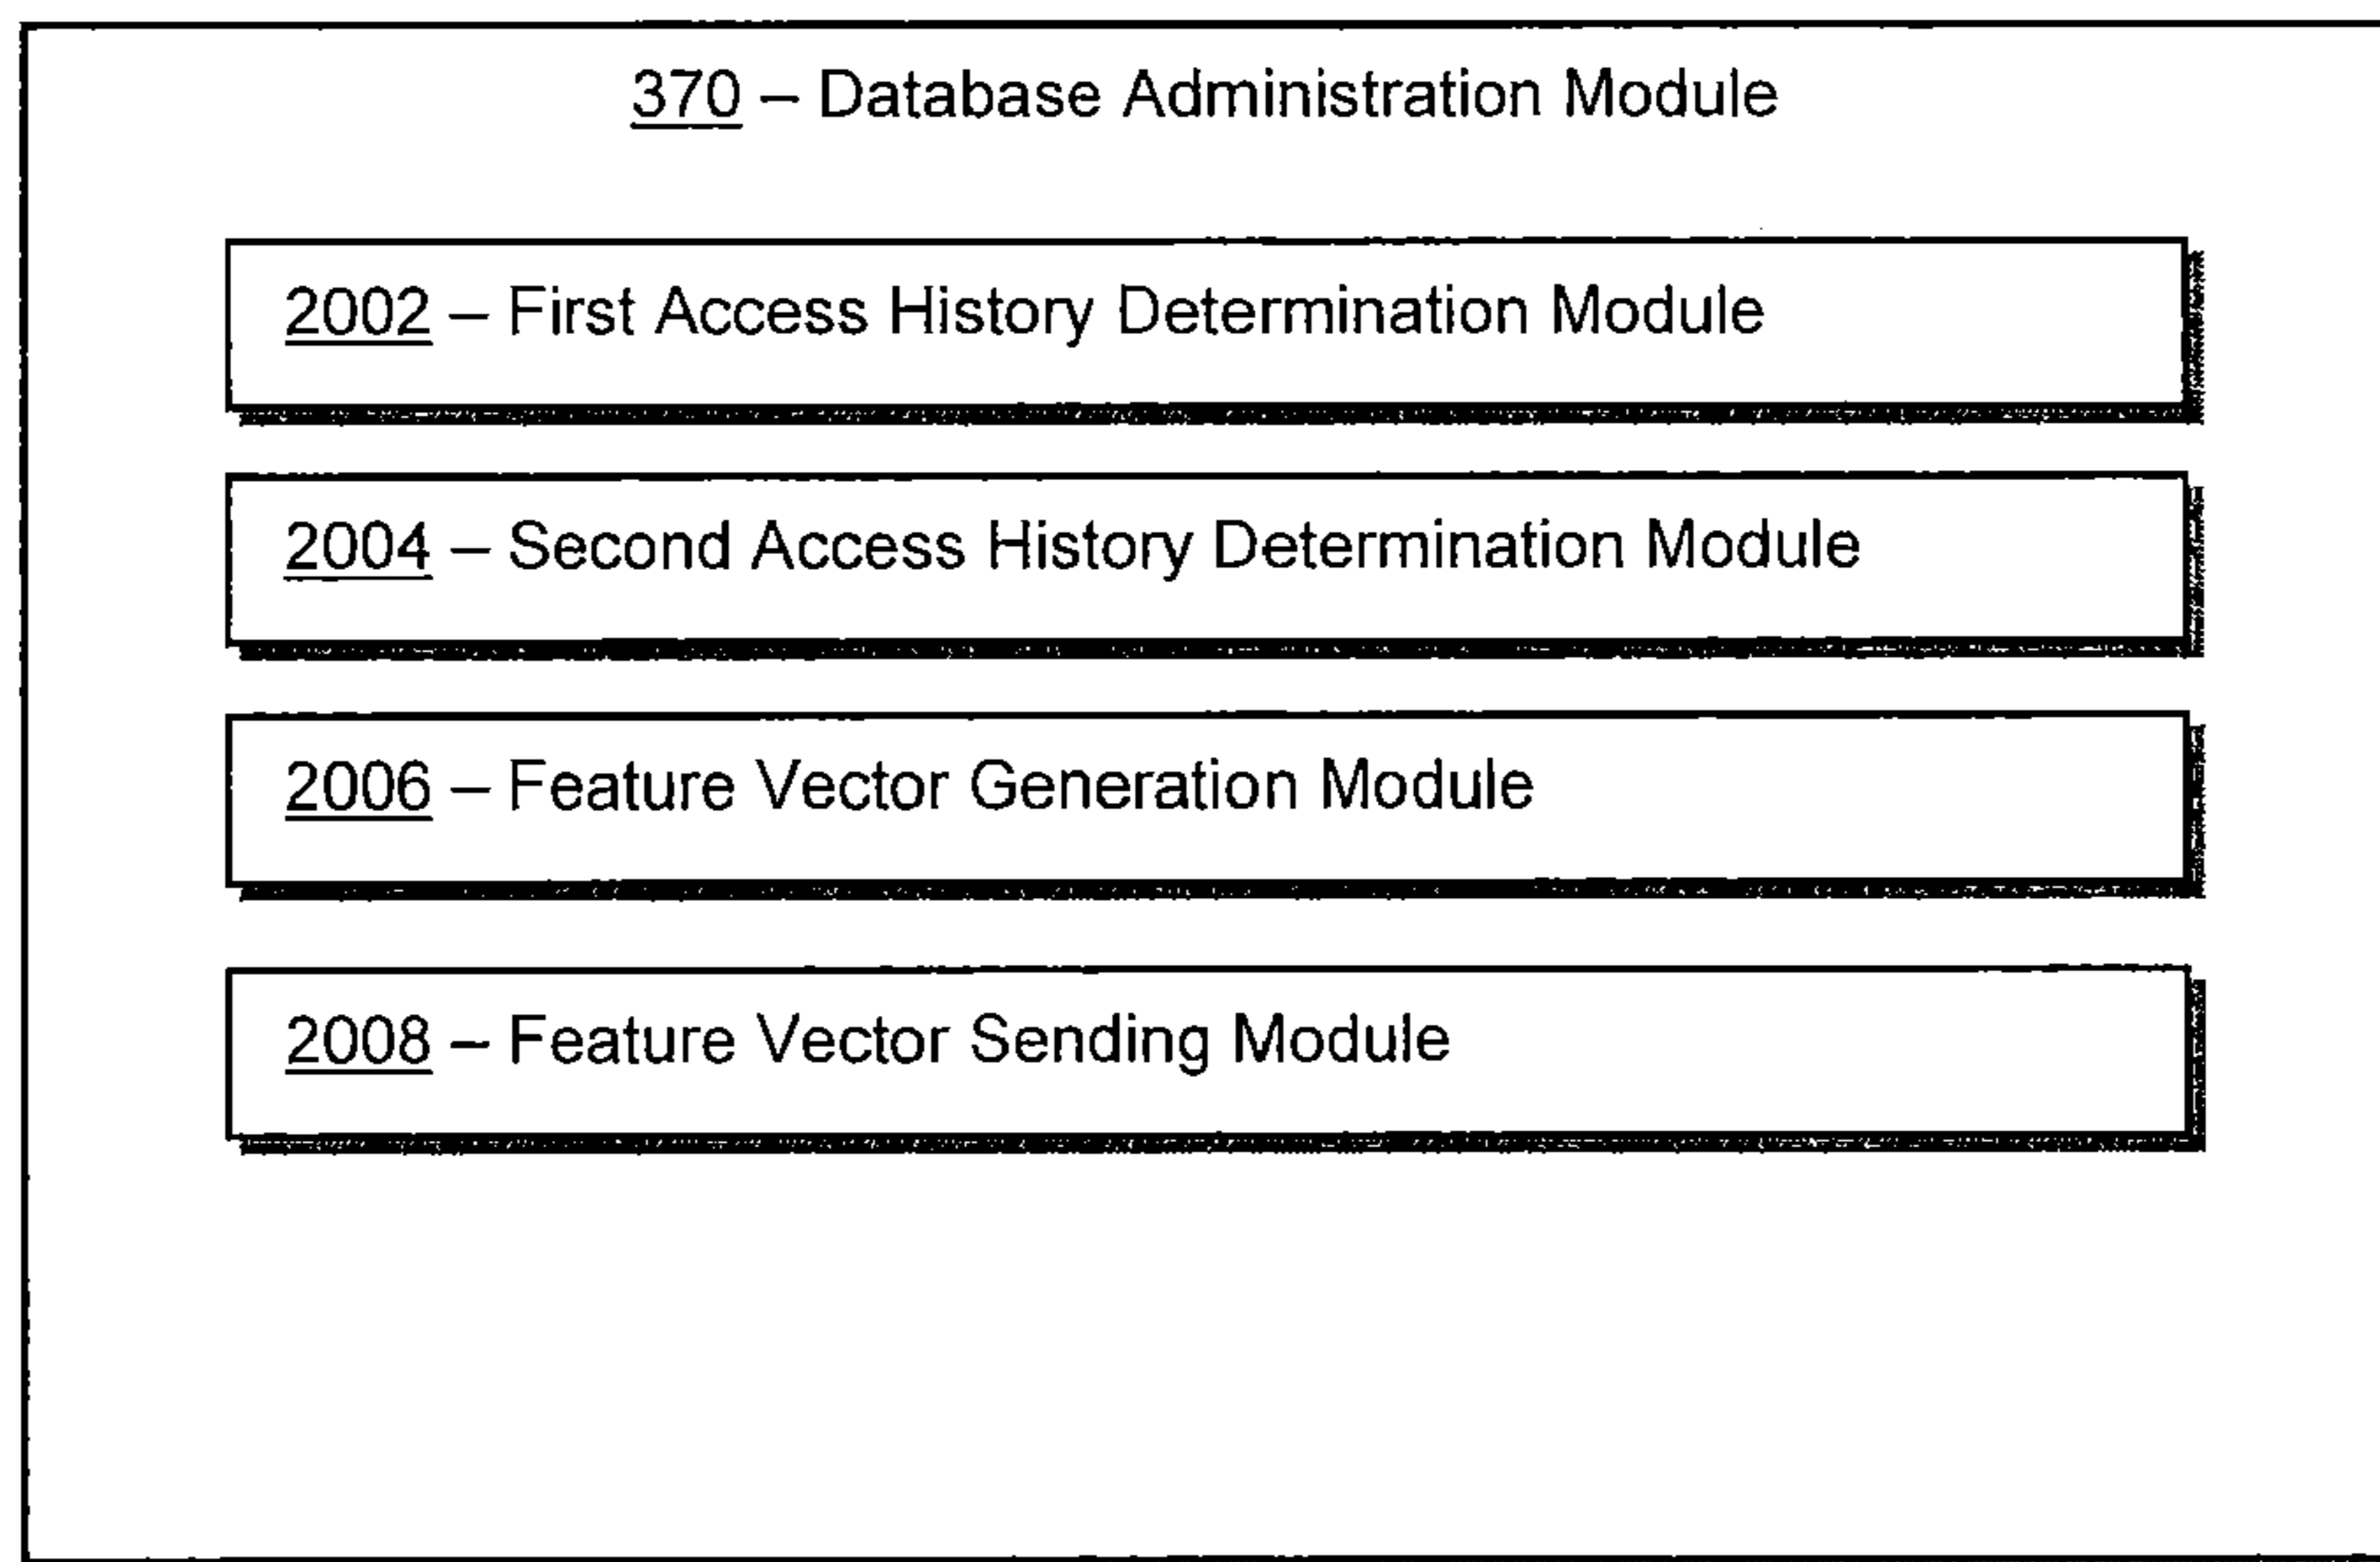 370 – Database Administration Module
2002 – First Access History Determination Module
2004 – Second Access History Determination Module
2006 – Feature Vector Generation Module
2008 – Feature Vector Sending Module